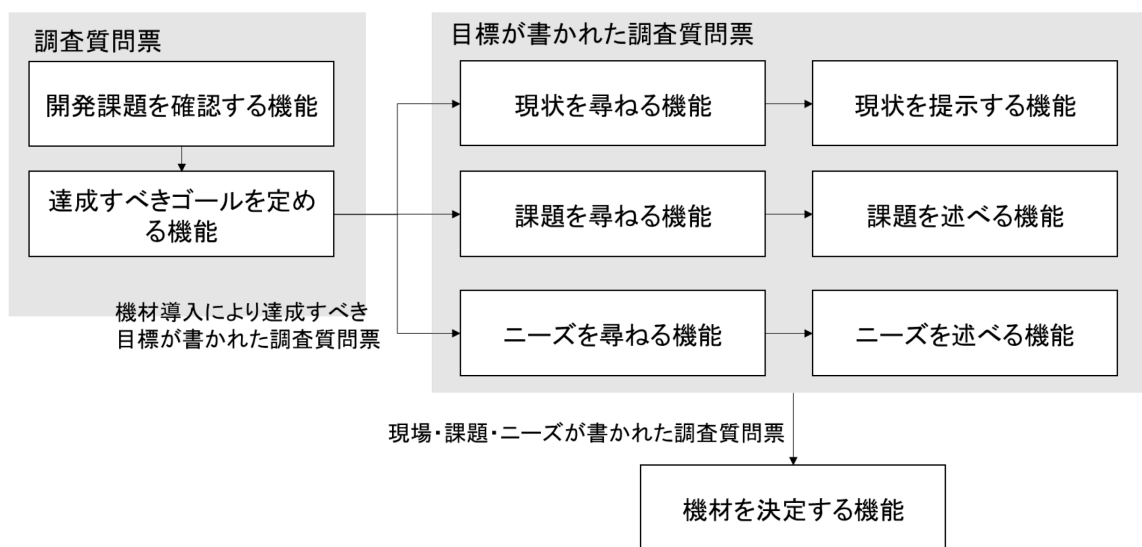 調査質問票
開発課題を確認する機能
達成すべきゴールを定め
る機能
機材導入により達成すべき
目標が書かれた調査質問票
目標が書かれた調査質問票
現状を尋ねる機能
現状を提示する機能
課題を尋ねる機能
課題を述べる機能
ニーズを尋ねる機能
ニーズを述べる機能
現場・課題・ニーズが書かれた調査質問票
機材を決定する機能